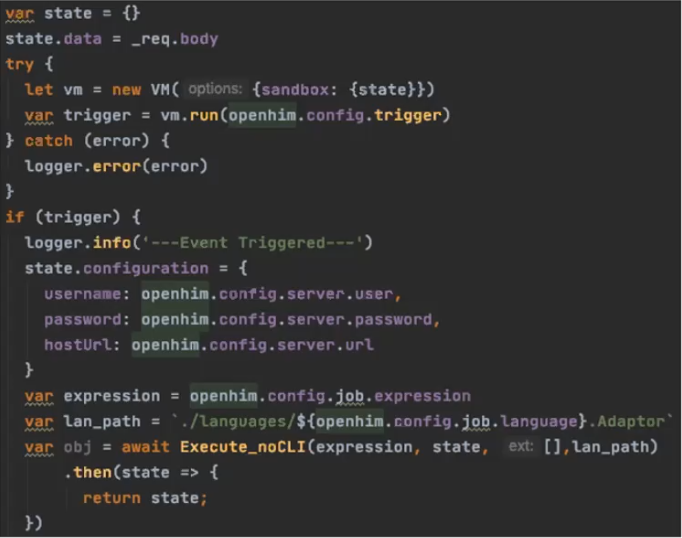 var state = {}
state.data = _req.body
try {
  let vm = new VM( options: {sandbox: {state}})
  var trigger = vm.run(openhim.config.trigger)
} catch (error) {
  logger.error(error)
}
if (trigger) {
  logger.info('---Event Triggered---')
  state.configuration = {
    username: openhim.config.server.user,
    password: openhim.config.server.password,
    hostUrl: openhim.config.server.url
  }
  var expression = openhim.config.job.expression
  var lan_path = `./languages/${openhim.config.job.language}.Adaptor`
  var obj = await Execute_noCLI(expression, state, ext: [],lan_path)
      .then(state => {
        return state;
  })